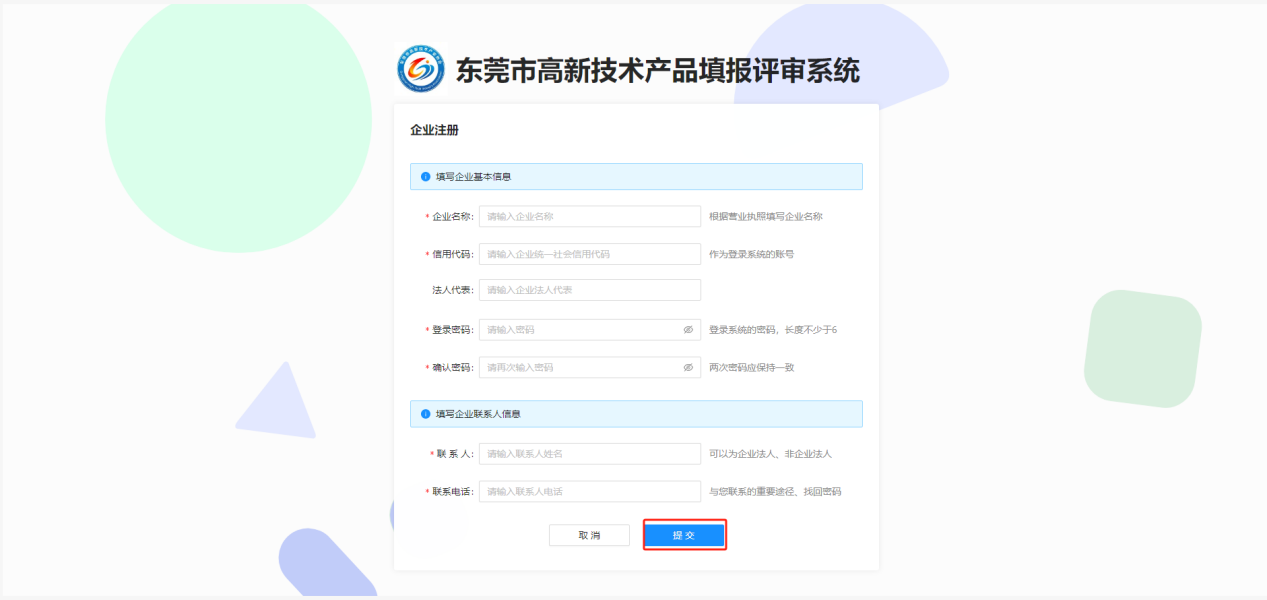 东莞市高新技术产品填报评审系统
企业注册
填写企业基本信息
* 企业名称: 请输入企业名称 根据营业执照填写企业名称
* 信用代码: 请输入企业统一社会信用代码 作为登录系统的账号
法人代表: 请输入企业法人代表
* 登录密码: 请输入密码 登录系统的密码，长度不少于6
* 确认密码: 请再次输入密码 两次密码应保持一致
填写企业联系人信息
* 联 系 人: 请输入联系人姓名 可以为企业法人、非企业法人
* 联系电话: 请输入联系人电话 与您联系的重要途径、找回密码
取 消 提 交